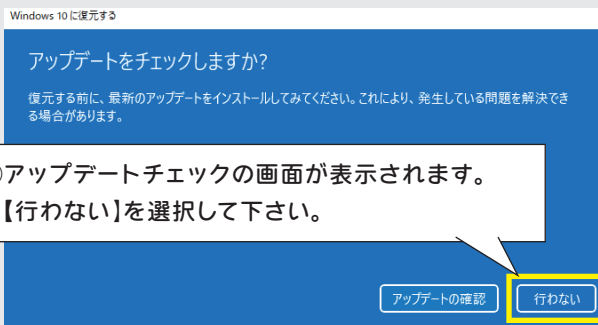 Windows 10 に復元する
アップデートをチェックしますか?
復元する前に、最新のアップデートをインストールしてみてください。これにより、発生している問題を解決でき
る場合があります。
アップデートチェックの画面が表示されます。
【行わない】を選択して下さい。
アップデートの確認
行わない